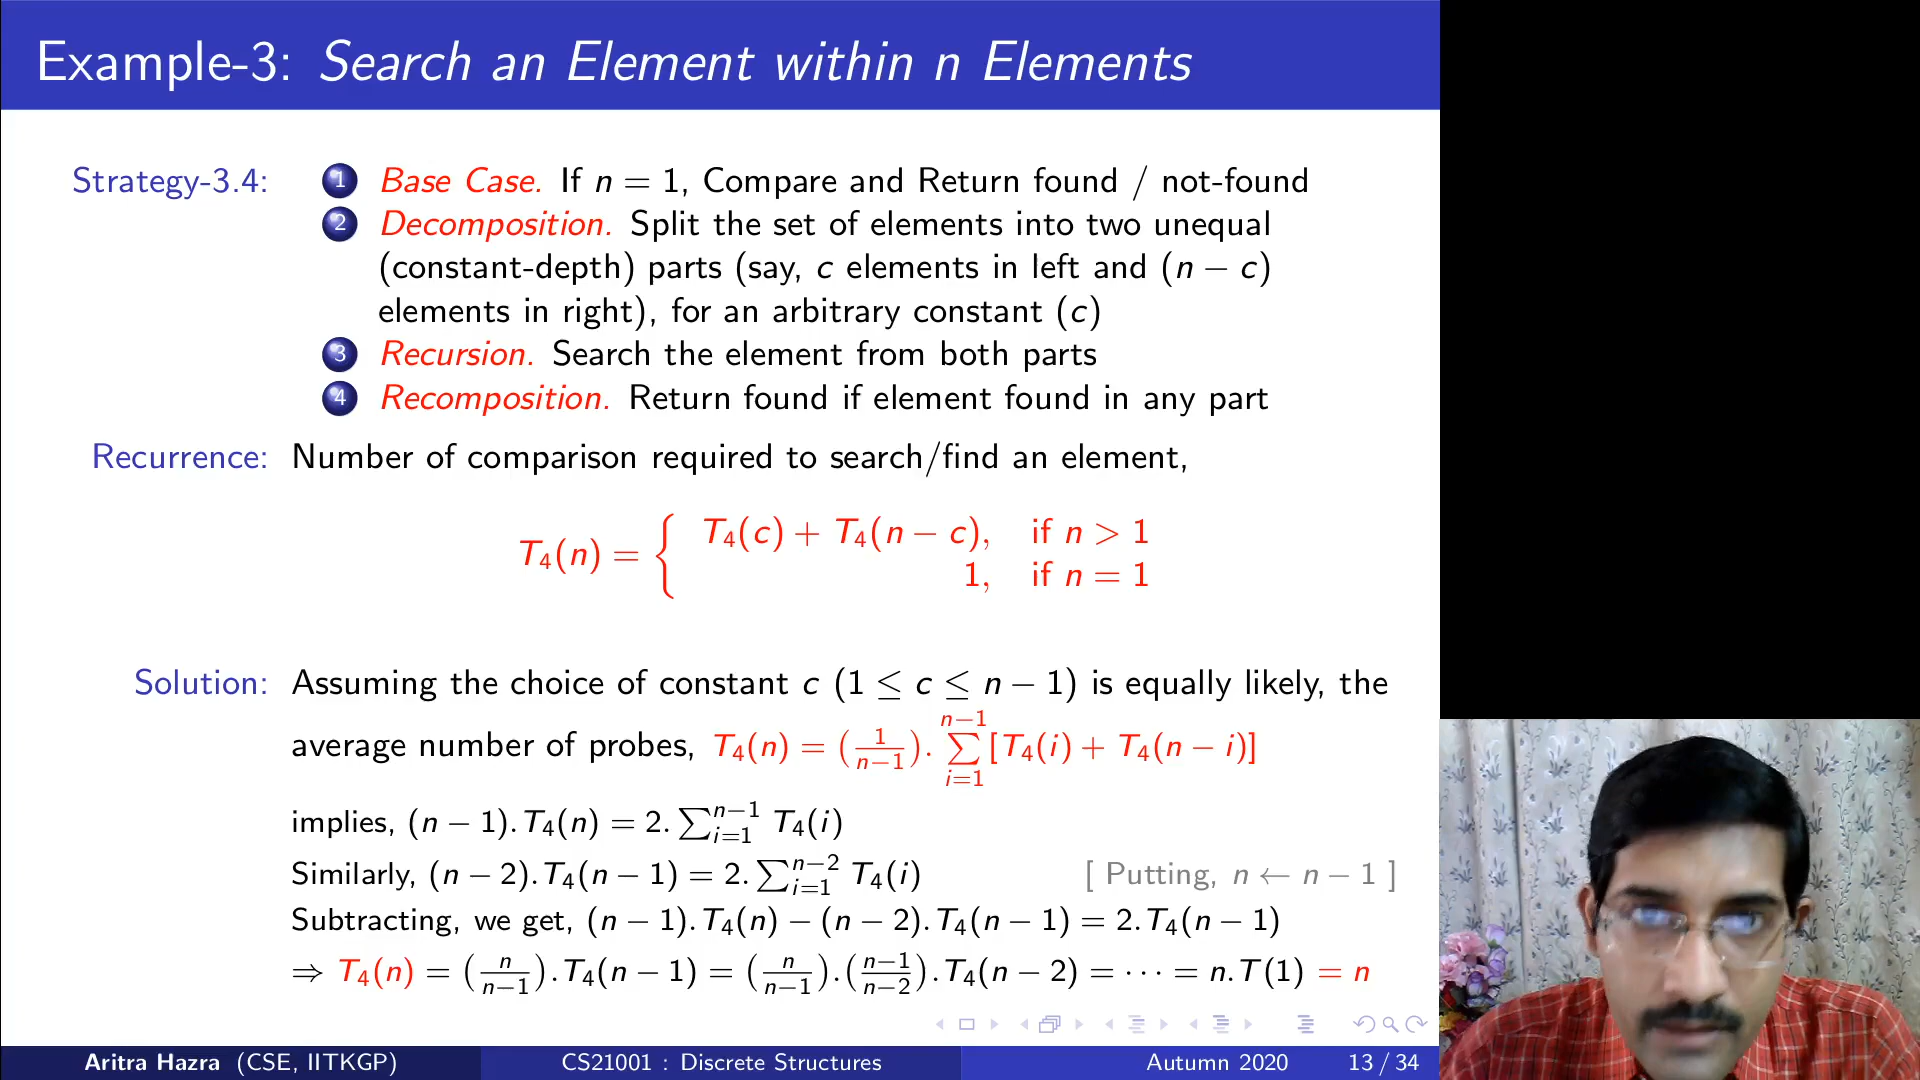 Example-3: Search an Element within n Elements
Strategy-3.4: 1 Base Case. If n = 1, Compare and Return found / not-found
2 Decomposition. Split the set of elements into two unequal
(constant-depth) parts (say, c elements in left and (n − c)
elements in right), for an arbitrary constant (c)
3 Recursion. Search the element from both parts
4 Recomposition. Return found if element found in any part
Recurrence: Number of comparison required to search/find an element,
T₄(n) = { T₄(c) + T₄(n − c), if n > 1
1, if n = 1
Solution: Assuming the choice of constant c (1 ≤ c ≤ n − 1) is equally likely, the
average number of probes, T₄(n) = (1/(n−1)). ∑_{i=1}^{n−1} [T₄(i) + T₄(n − i)]
implies, (n − 1).T₄(n) = 2. ∑_{i=1}^{n−1} T₄(i)
Similarly, (n − 2).T₄(n − 1) = 2. ∑_{i=1}^{n−2} T₄(i) [ Putting, n ← n − 1 ]
Subtracting, we get, (n − 1).T₄(n) − (n − 2).T₄(n − 1) = 2.T₄(n − 1)
⇒ T₄(n) = (n/(n−1)).T₄(n − 1) = (n/(n−1)).((n−1)/(n−2)).T₄(n − 2) = ⋯ = n.T(1) = n
Aritra Hazra (CSE, IITKGP) CS21001 : Discrete Structures Autumn 2020 13 / 34